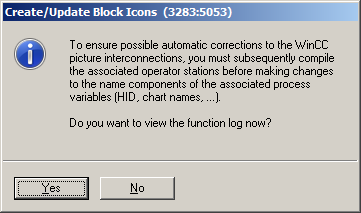 Create/Update Block Icons (3283:5053)
To ensure possible automatic corrections to the WinCC
picture interconnections, you must subsequently compile
the associated operator stations before making changes
to the name components of the associated process
variables (HID, chart names, ...).
Do you want to view the function log now?
Yes No